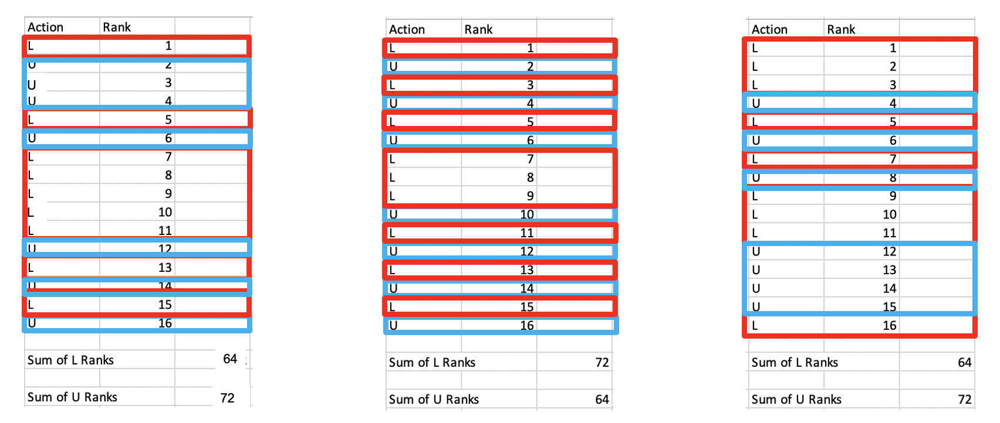 Action Rank
L 1
U 2
U 3
U 4
L 5
U 6
L 7
L 8
L 9
L 10
L 11
U 12
L 13
U 14
L 15
U 16
Sum of L Ranks 64
Sum of U Ranks 72
Action Rank
L 1
U 2
L 3
U 4
L 5
U 6
L 7
L 8
L 9
U 10
L 11
U 12
L 13
U 14
L 15
U 16
Sum of L Ranks 72
Sum of U Ranks 64
Action Rank
L 1
L 2
L 3
U 4
L 5
U 6
L 7
U 8
L 9
L 10
L 11
U 12
U 13
U 14
U 15
L 16
Sum of L Ranks 64
Sum of U Ranks 72